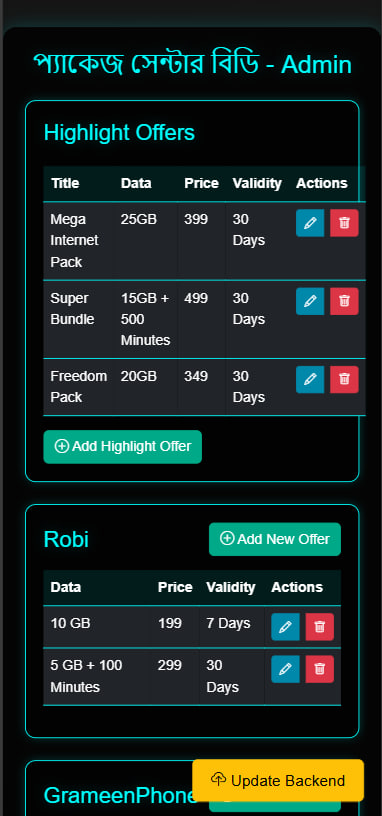 প্যাকেজ সেন্টার বিডি - Admin
Highlight Offers
Title Data Price Validity Actions
Mega Internet Pack 25GB 399 30 Days
Super Bundle 15GB + 500 Minutes 499 30 Days
Freedom Pack 20GB 349 30 Days
Add Highlight Offer
Robi
Add New Offer
Data Price Validity Actions
10 GB 199 7 Days
5 GB + 100 Minutes 299 30 Days
GrameenPhone
Update Backend